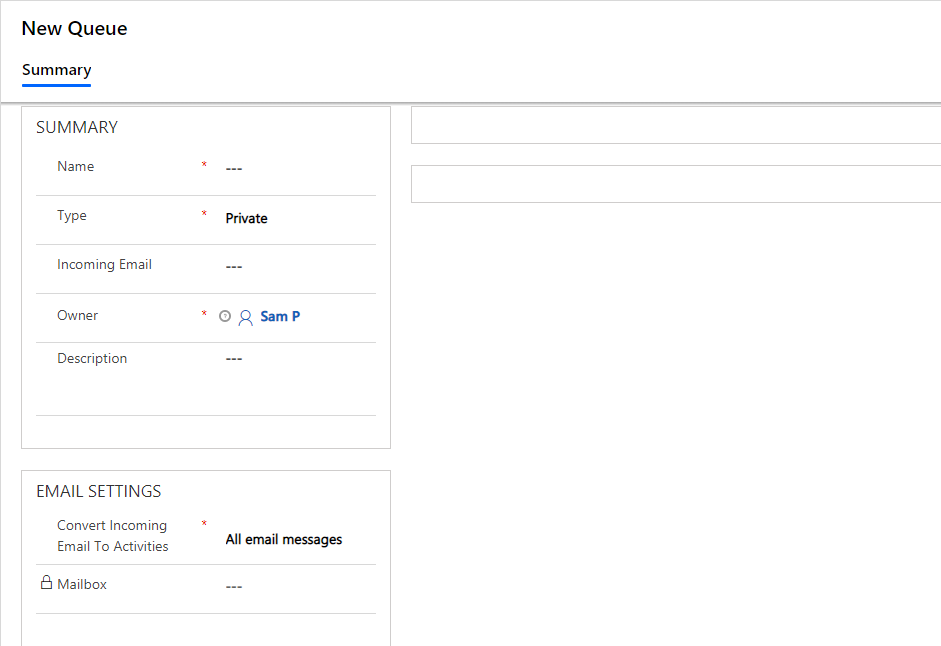 New Queue
Summary
SUMMARY
Name * ---
Type * Private
Incoming Email ---
Owner * Sam P
Description ---
EMAIL SETTINGS
Convert Incoming *
Email To Activities All email messages
Mailbox ---